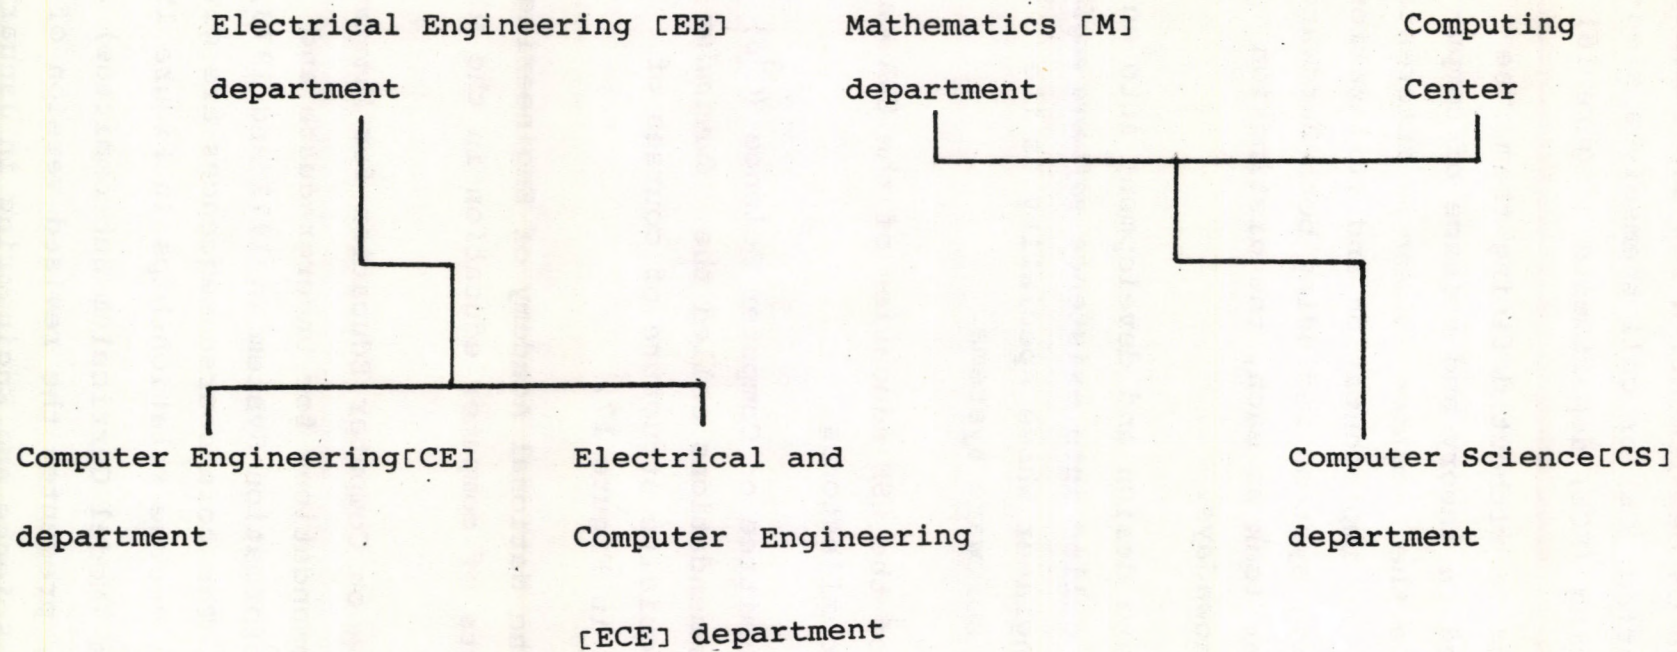 Electrical Engineering [EE]
department
Mathematics [M]
department
Computing
Center
Computer Engineering[CE]
department
Electrical and
Computer Engineering
[ECE] department
Computer Science[CS]
department